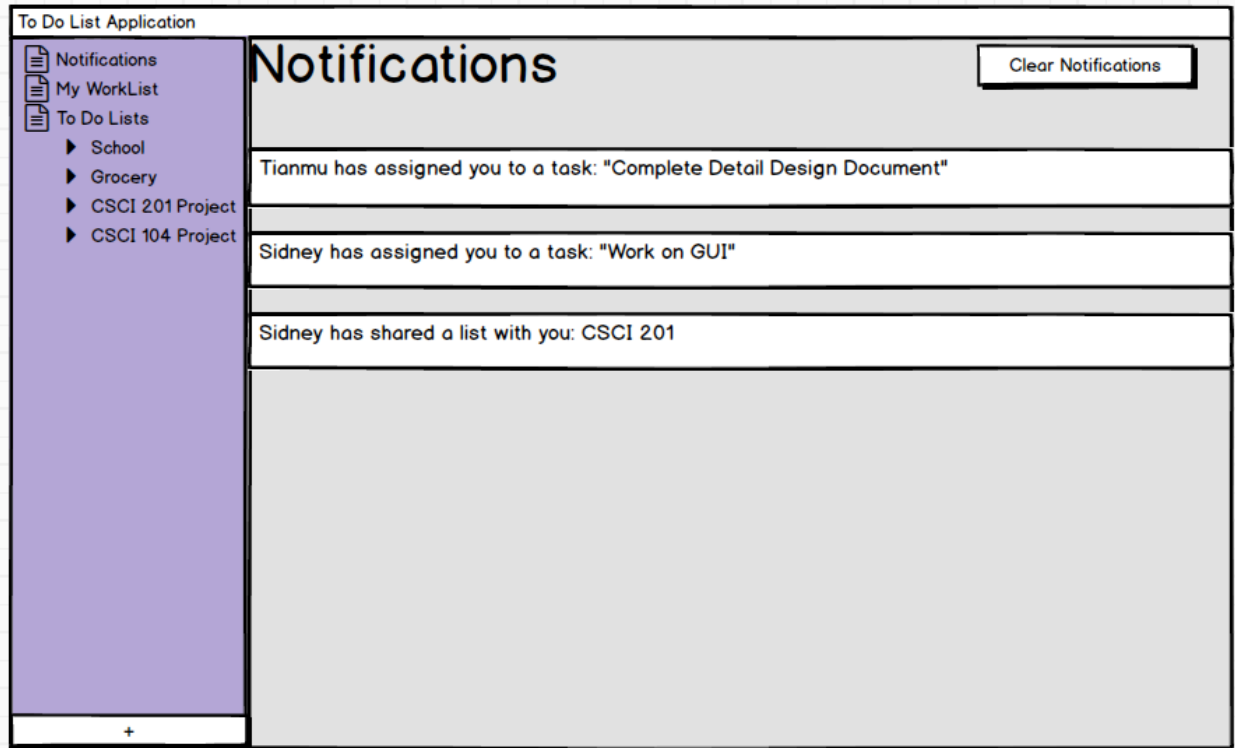 To Do List Application
Notifications
My WorkList
To Do Lists
School
Grocery
CSCI 201 Project
CSCI 104 Project
+
Notifications
Clear Notifications
Tianmu has assigned you to a task: "Complete Detail Design Document"
Sidney has assigned you to a task: "Work on GUI"
Sidney has shared a list with you: CSCI 201